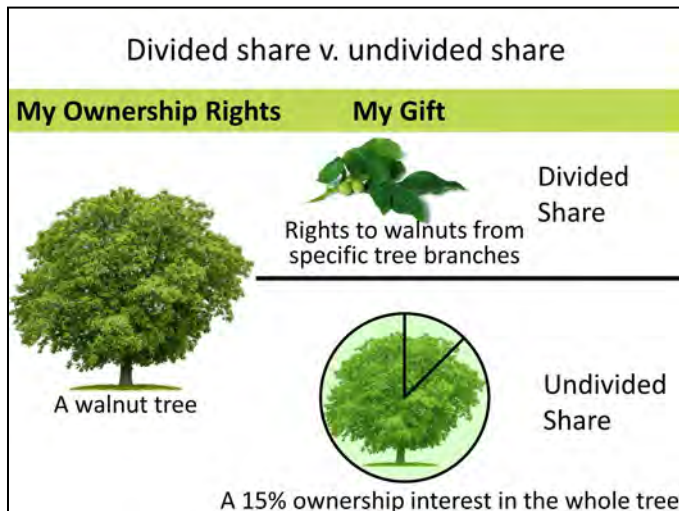 Divided share v. undivided share
My Ownership Rights
My Gift
A walnut tree
Rights to walnuts from
specific tree branches
Divided
Share
Undivided
Share
A 15% ownership interest in the whole tree